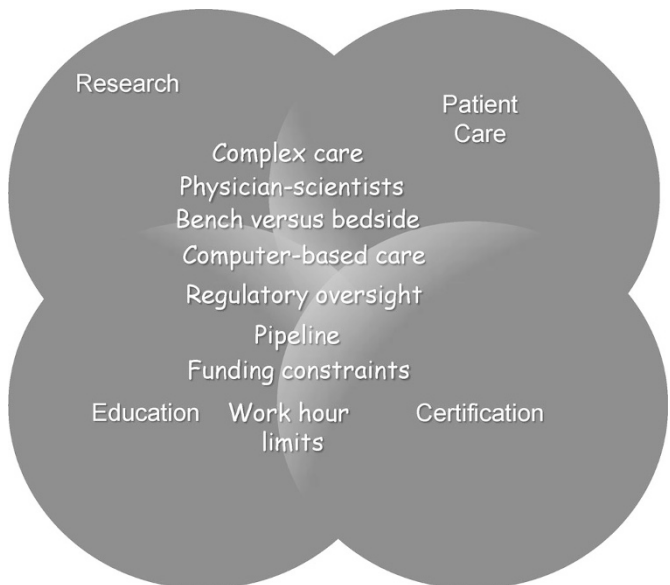 Research
Patient
Care
Complex care
Physician-scientists
Bench versus bedside
Computer-based care
Regulatory oversight
Pipeline
Funding constraints
Education
Work hour
limits
Certification